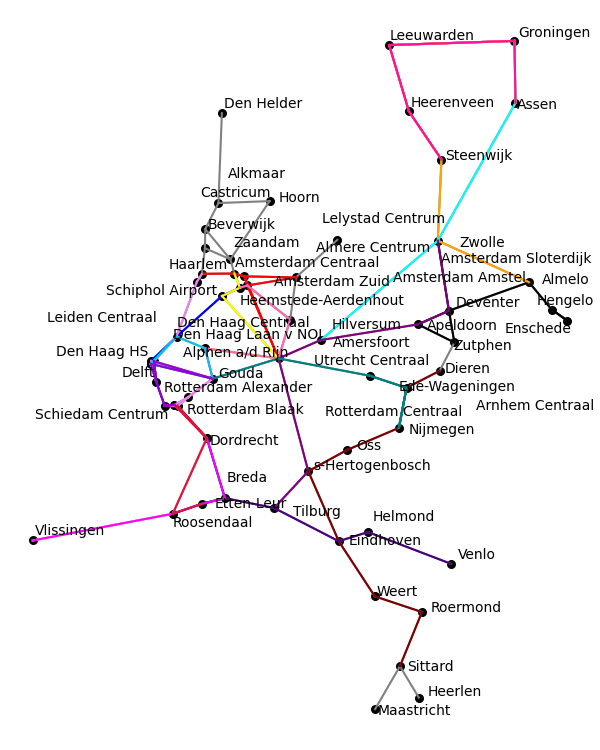 Groningen
Leeuwarden
Heerenveen
Assen
Den Helder
Steenwijk
Alkmaar
Castricum
Hoorn
Lelystad Centrum
Beverwijk
Zaandam
Almere Centrum
Zwolle
Amsterdam Sloterdijk
Haarlem
Amsterdam Centraal
Amsterdam Zuid
Amsterdam Amstel
Almelo
Schiphol Airport
Heemstede-Aerdenhout
Nengelo
Deventer
Leiden Centraal
Den Haag Centraal
Hilversum
Apeldoorn
Enschede
Den Haag Laan v NOI
Amersfoort
Zutphen
Den Haag HS
Alphen a/d Rijn
Utrecht Centraal
Dieren
Delft
Gouda
Rotterdam Alexander
Ede-Wageningen
Arnhem Centraal
Schiedam Centrum
Rotterdam Blaak
Rotterdam Centraal
Nijmegen
Dordrecht
Oss
s-Hertogenbosch
Breda
Etten-Leur
Tilburg
Roosendaal
Helmond
Vlissingen
Eindhoven
Venlo
Weert
Roermond
Sittard
Heerlen
Maastricht